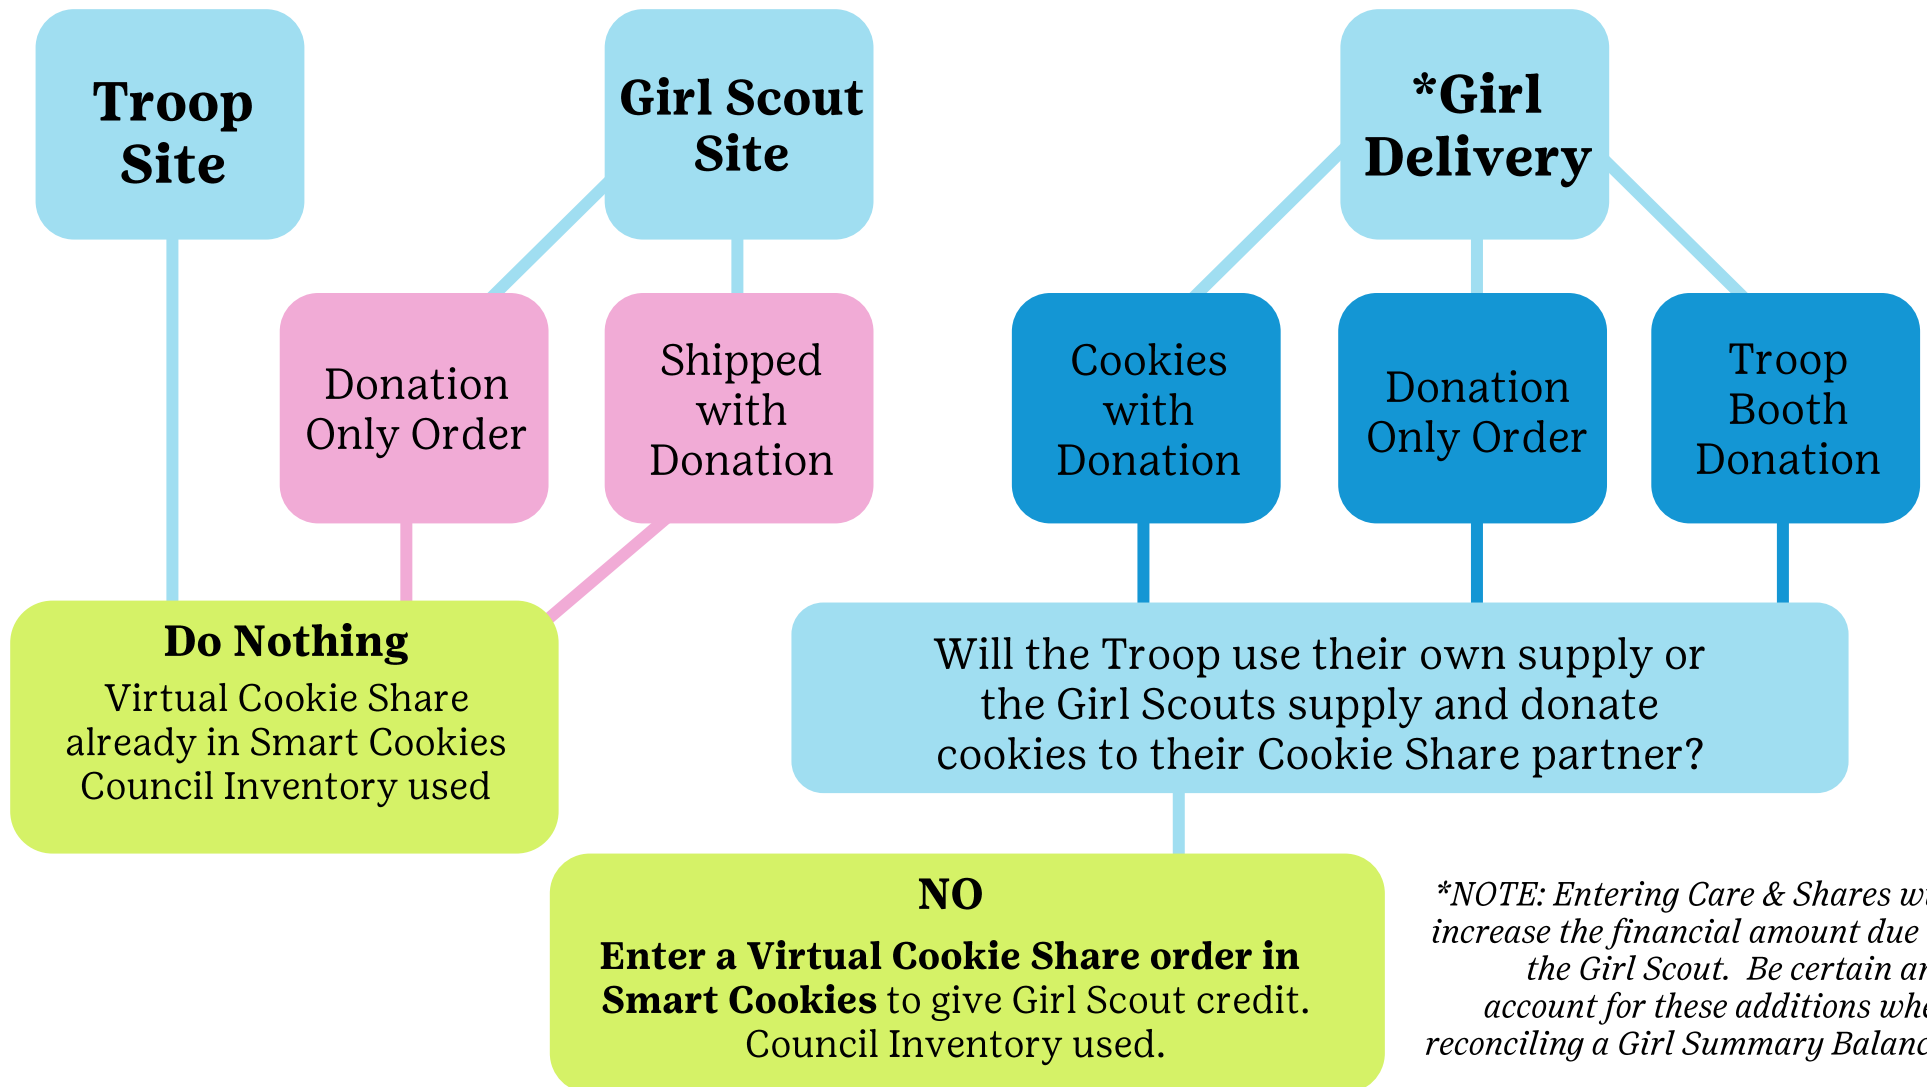 Troop
Site
Girl Scout
Site
*Girl
Delivery
Donation
Only Order
Shipped
with
Donation
Cookies
with
Donation
Donation
Only Order
Troop
Booth
Donation
Do Nothing
Virtual Cookie Share
already in Smart Cookies
Council Inventory used
Will the Troop use their own supply or
the Girl Scouts supply and donate
cookies to their Cookie Share partner?
NO
Enter a Virtual Cookie Share order in
Smart Cookies to give Girl Scout credit.
Council Inventory used.
*NOTE: Entering Care & Shares
increase the financial amount due
the Girl Scout. Be certain
account for these additions
reconciling a Girl Summary